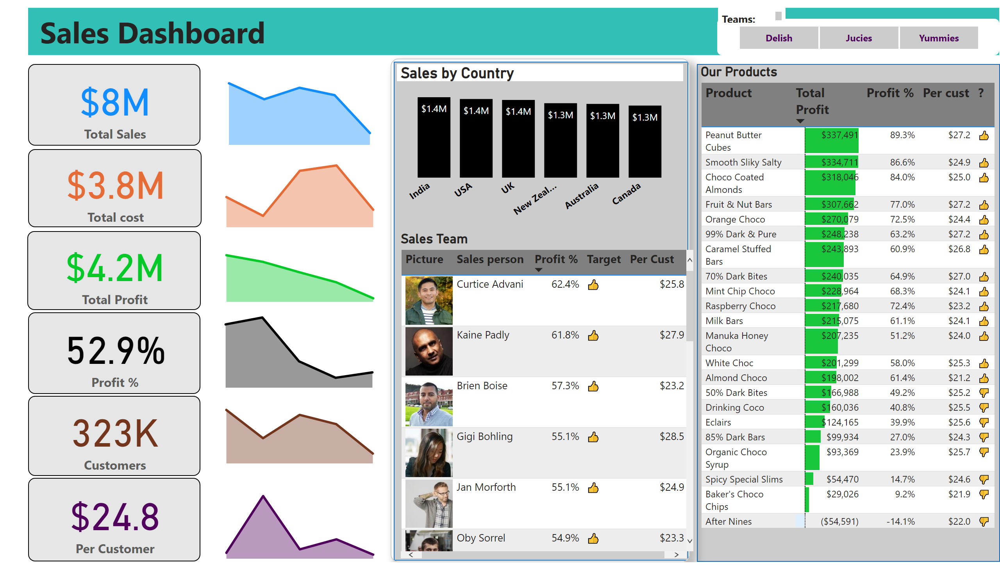 Sales Dashboard
Teams:
Delish Jucies Yummies
$8M
Total Sales
$3.8M
Total cost
$4.2M
Total Profit
52.9%
Profit %
323K
Customers
$24.8
Per Customer
Sales by Country
$1.4M $1.4M $1.4M $1.3M $1.3M $1.3M
India USA UK New Zeal... Australia Canada
Sales Team
Picture Sales person Profit % Target Per Cust
Curtice Advani 62.4% $25.8
Kaine Padly 61.8% $27.9
Brien Boise 57.3% $23.2
Gigi Bohling 55.1% $28.5
Jan Morforth 55.1% $24.9
Oby Sorrel 54.9% $23.3
Our Products
Product Total Profit % Per cust ?
Profit
Peanut Butter $337,491 89.3% $27.2
Cubes
Smooth Sliky Salty $334,711 86.6% $24.9
Choco Coated $318,046 84.0% $25.0
Almonds
Fruit & Nut Bars $307,662 77.0% $27.2
Orange Choco $270,079 72.5% $24.4
99% Dark & Pure $248,238 63.2% $27.2
Caramel Stuffed $243,893 60.9% $26.8
Bars
70% Dark Bites $240,035 64.9% $27.0
Mint Chip Choco $228,964 68.3% $24.1
Raspberry Choco $217,680 72.4% $23.2
Milk Bars $215,075 61.1% $24.1
Manuka Honey $207,235 51.2% $24.0
Choco
White Choc $201,299 58.0% $25.3
Almond Choco $198,002 61.4% $21.2
50% Dark Bites $166,988 49.2% $25.2
Drinking Coco $160,036 40.8% $25.5
Eclairs $124,165 39.9% $25.6
85% Dark Bars $99,934 27.0% $24.3
Organic Choco $93,369 23.9% $25.7
Syrup
Spicy Special Slims $54,470 14.7% $24.6
Baker's Choco $29,026 9.2% $21.9
Chips
After Nines ($54,591) -14.1% $22.0